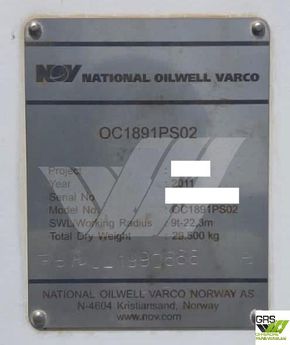 NOV NATIONAL OILWELL VARCO
OC1891PS02
Project :
Year : 2011
Serial No
Model No: : OC1891PS02
SWL/Working Radius : 9t-22,3m
Total Dry Weight : 29,500 kg
NATIONAL OILWELL VARCO NORWAY AS
N-4604 Kristiansand, Norway
www.nov.com
GRS